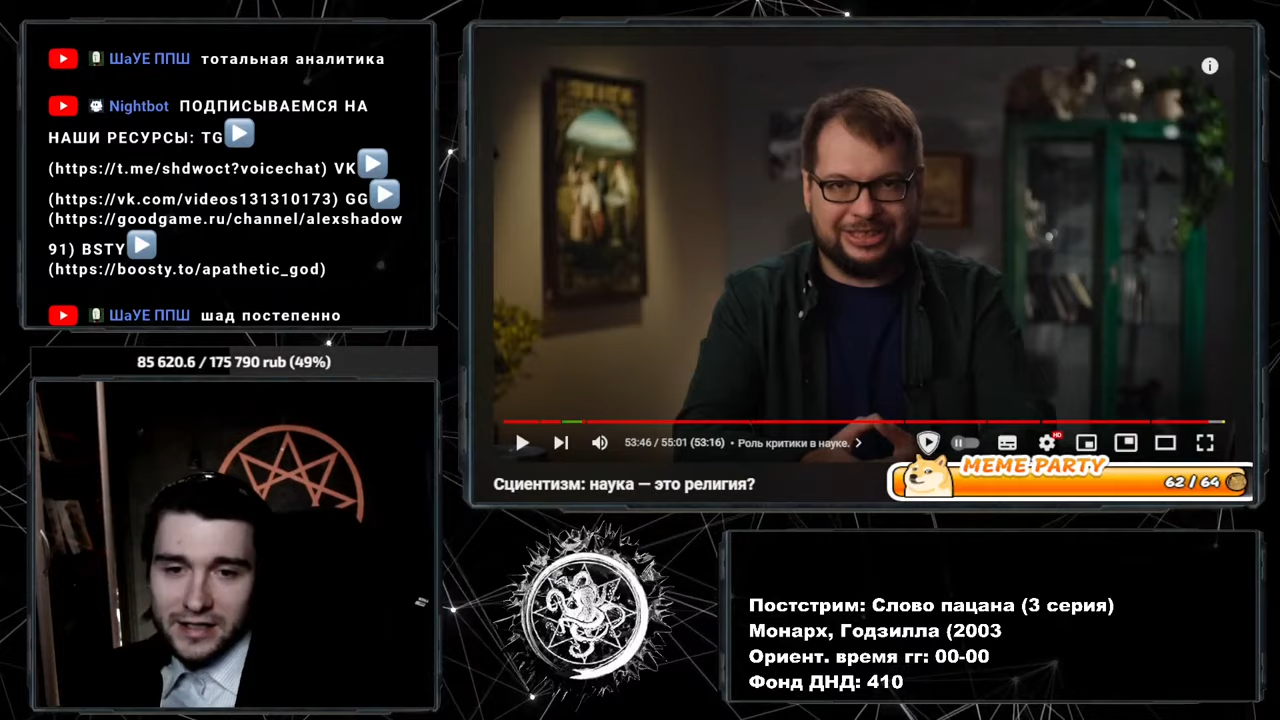 ШаУЕ ППШ тотальная аналитика
Nightbot ПОДПИСЫВАЕМСЯ НА
НАШИ РЕСУРСЫ: TG
(https://t.me/shdwoct?voicechat) VK
(https://vk.com/videos131310173) GG
(https://goodgame.ru/channel/alexshadow
91) BSTY
(https://boosty.to/apathetic_god)
ШаУЕ ППШ шад постепенно
85 620.6 / 175 790 rub (49%)
53:46 / 55:01 (53:16) • Роль критики в науке.
HD
Сциентизм: наука — это религия?
MEME PARTY
62 / 64
Постстрим: Слово пацана (3 серия)
Монарх, Годзилла (2003
Ориент. время гг: 00-00
Фонд ДНД: 410